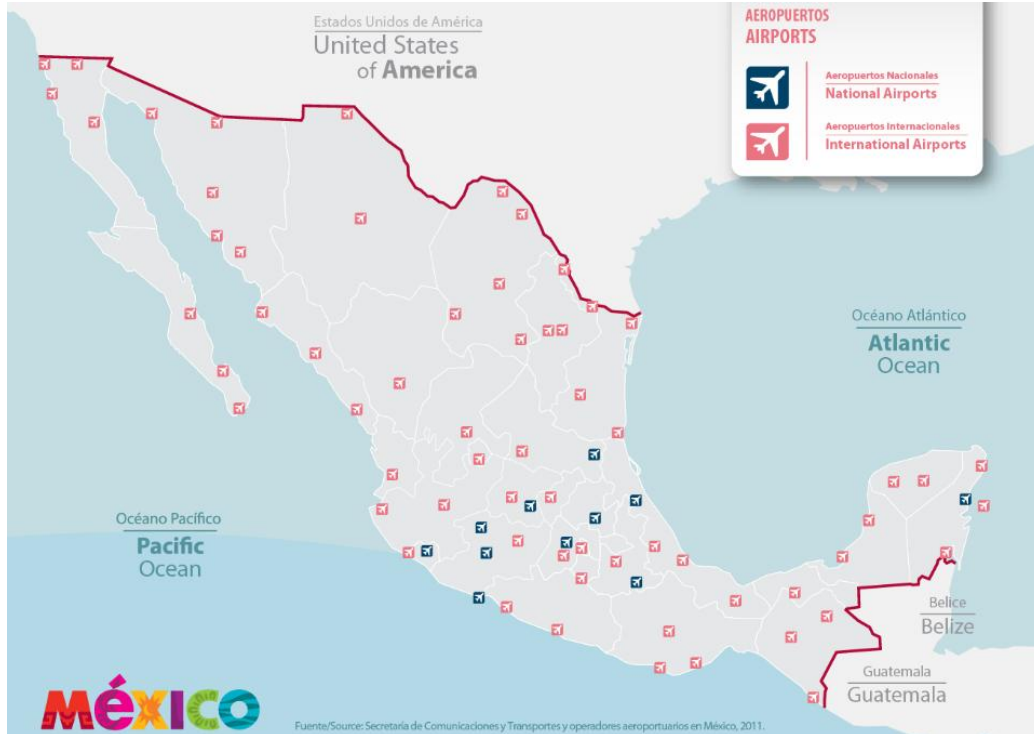 Estados Unidos de América
United States
of America
AEROPUERTOS
AIRPORTS
Aeropuertos Nacionales
National Airports
Aeropuertos Internacionales
International Airports
Océano Atlántico
Atlantic
Ocean
Océano Pacífico
Pacific
Ocean
Belice
Belize
Guatemala
Guatemala
méxico
Fuente/Source: Secretaría de Comunicaciones y Transportes y operadores aeroportuarios en México, 2011.